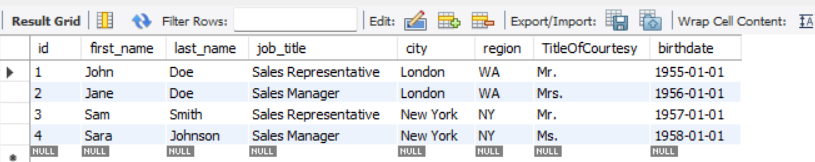 Result Grid Filter Rows: Edit: Export/Import: Wrap Cell Content: IA
id first_name last_name job_title city region TitleOfCourtesy birthdate
1 John Doe Sales Representative London WA Mr. 1955-01-01
2 Jane Doe Sales Manager London WA Mrs. 1956-01-01
3 Sam Smith Sales Representative New York NY Mr. 1957-01-01
4 Sara Johnson Sales Manager New York NY Ms. 1958-01-01
NULL NULL NULL NULL NULL NULL NULL NULL